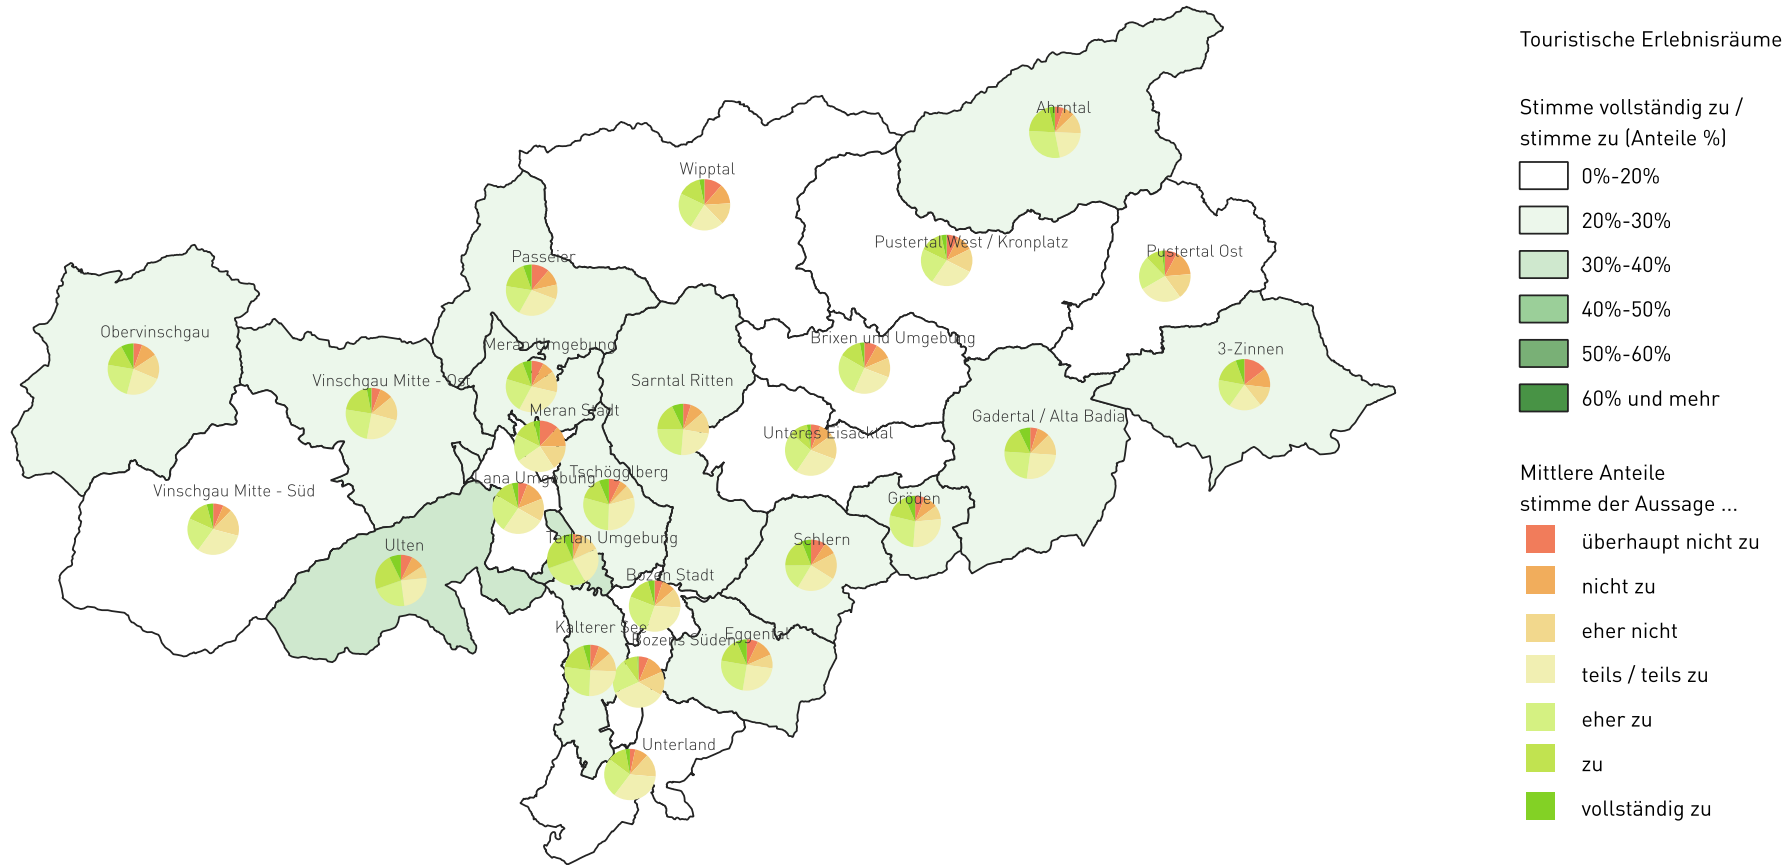 Touristische Erlebnisräume
Stimme vollständig zu /
stimme zu (Anteile %)
0%-20%
20%-30%
30%-40%
40%-50%
50%-60%
60% und mehr
Mittlere Anteile
stimme der Aussage ...
überhaupt nicht zu
nicht zu
eher nicht
teils / teils zu
eher zu
zu
vollständig zu
Ahrntal
Wipptal
Pustertal West / Kronplatz
Pustertal Ost
Passeier
Obervinschgau
Meran Umgebung
Brixen und Umgebung
3-Zinnen
Vinschgau Mitte - Ost
Sarntal Ritten
Meran Stadt
Gadertal / Alta Badia
Unteres Eisacktal
Tschögglberg
Lana Umgebung
Vinschgau Mitte - Süd
Gröden
Ulten
Terlan Umgebung
Schlern
Bozen Stadt
Kalterer See
Bozens Süden
Eggental
Unterland